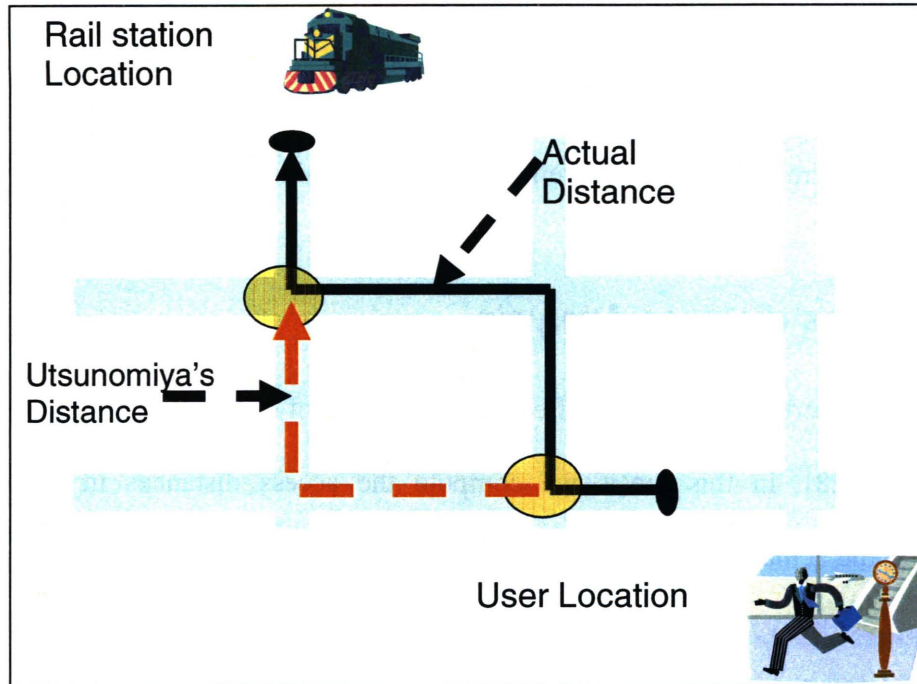 Rail station
Location
Actual
Distance
Utsunomiya's
Distance
User Location